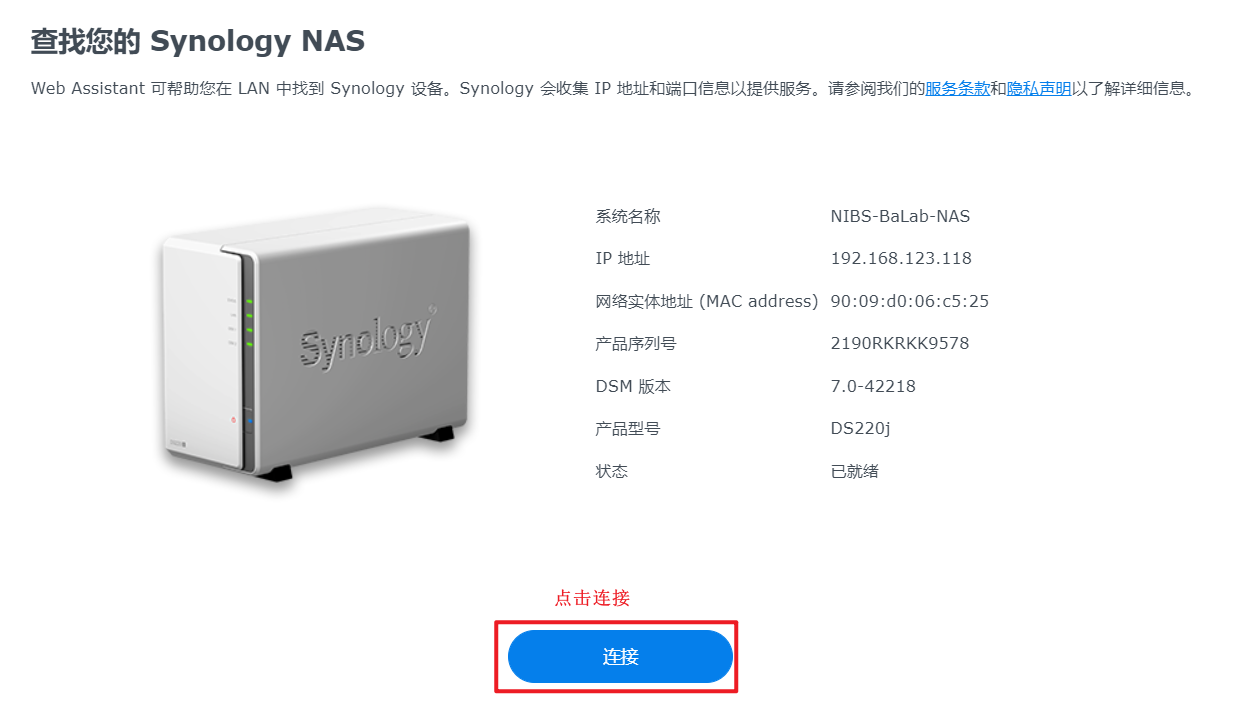 查找您的 Synology NAS
Web Assistant 可帮助您在 LAN 中找到 Synology 设备。Synology 会收集 IP 地址和端口信息以提供服务。请参阅我们的服务条款和隐私声明以了解详细信息。
Synology
系统名称 NIBS-BaLab-NAS
IP 地址 192.168.123.118
网络实体地址 (MAC address) 90:09:d0:06:c5:25
产品序列号 2190RKRKK9578
DSM 版本 7.0-42218
产品型号 DS220j
状态 已就绪
点击连接
连接